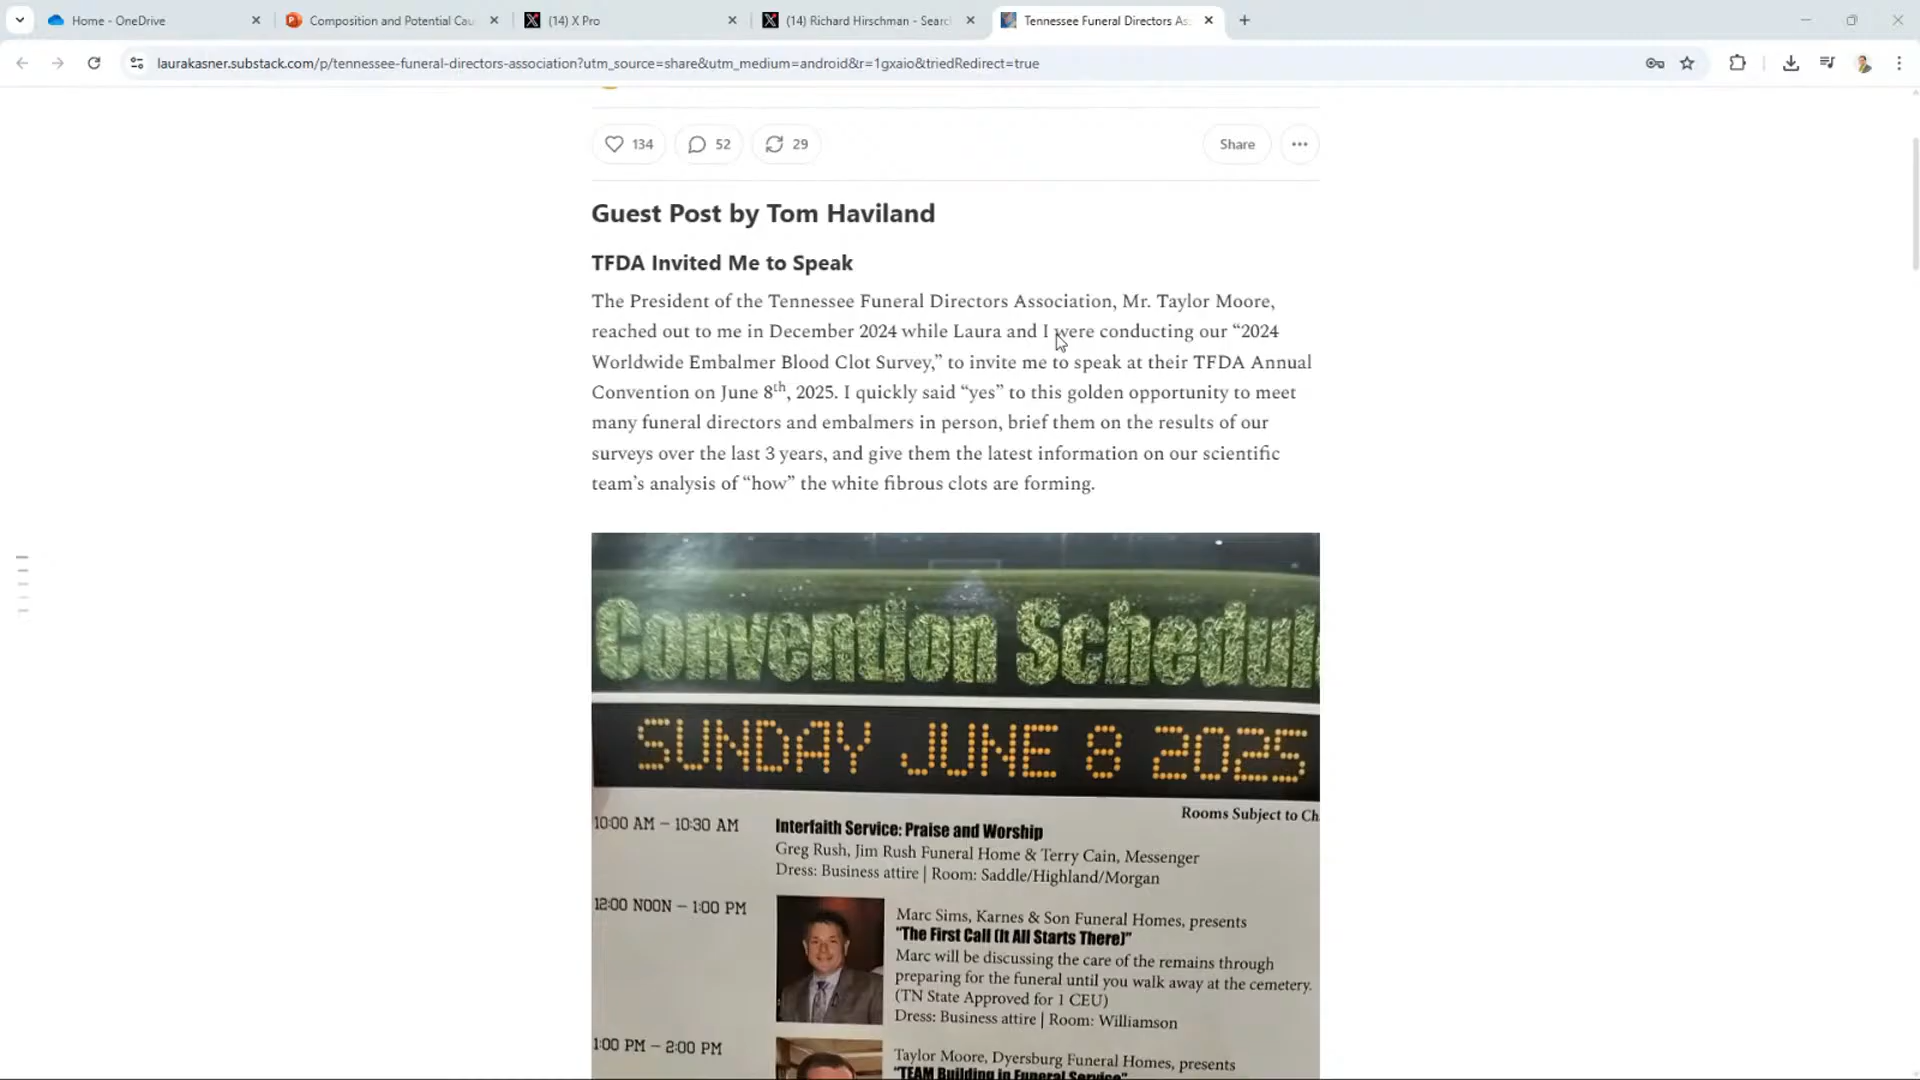 Home - OneDrive
Composition and Potential Cau
(14) X Pro
(14) Richard Hirschman - Searc
Tennessee Funeral Directors As
laurakasner.substack.com/p/tennessee-funeral-directors-association?utm_source=share&utm_medium=android&r=1gxaio&triedRedirect=true
134
52
29
Share
Guest Post by Tom Haviland
TFDA Invited Me to Speak
The President of the Tennessee Funeral Directors Association, Mr. Taylor Moore,
reached out to me in December 2024 while Laura and I were conducting our “2024
Worldwide Embalmer Blood Clot Survey,” to invite me to speak at their TFDA Annual
Convention on June 8th, 2025. I quickly said “yes” to this golden opportunity to meet
many funeral directors and embalmers in person, brief them on the results of our
surveys over the last 3 years, and give them the latest information on our scientific
team’s analysis of “how” the white fibrous clots are forming.
Convention Schedul
SUNDAY JUNE 8 2025
Rooms Subject to Ch
10:00 AM – 10:30 AM
Interfaith Service: Praise and Worship
Greg Rush, Jim Rush Funeral Home & Terry Cain, Messenger
Dress: Business attire | Room: Saddle/Highland/Morgan
12:00 NOON – 1:00 PM
Marc Sims, Karnes & Son Funeral Homes, presents
"The First Call (It All Starts There)"
Marc will be discussing the care of the remains through
preparing for the funeral until you walk away at the cemetery.
(TN State Approved for 1 CEU)
Dress: Business attire | Room: Williamson
1:00 PM – 2:00 PM
Taylor Moore, Dyersburg Funeral Homes, presents
"TEAM Building in Funeral Service"